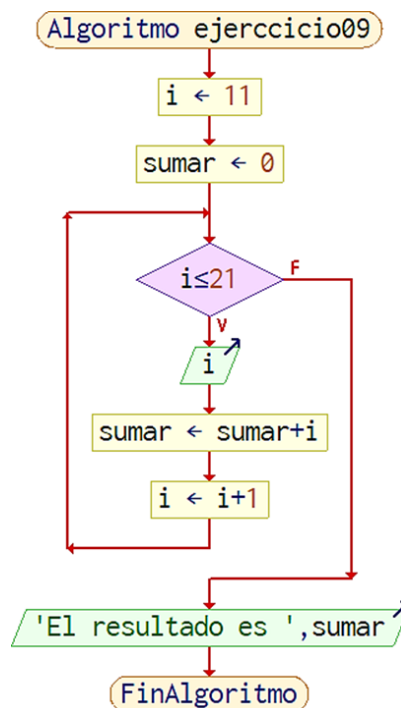 Algoritmo ejerccicio09
i ← 11
sumar ← 0
i≤21
F
V
i
sumar ← sumar+i
i ← i+1
'El resultado es ',sumar
FinAlgoritmo